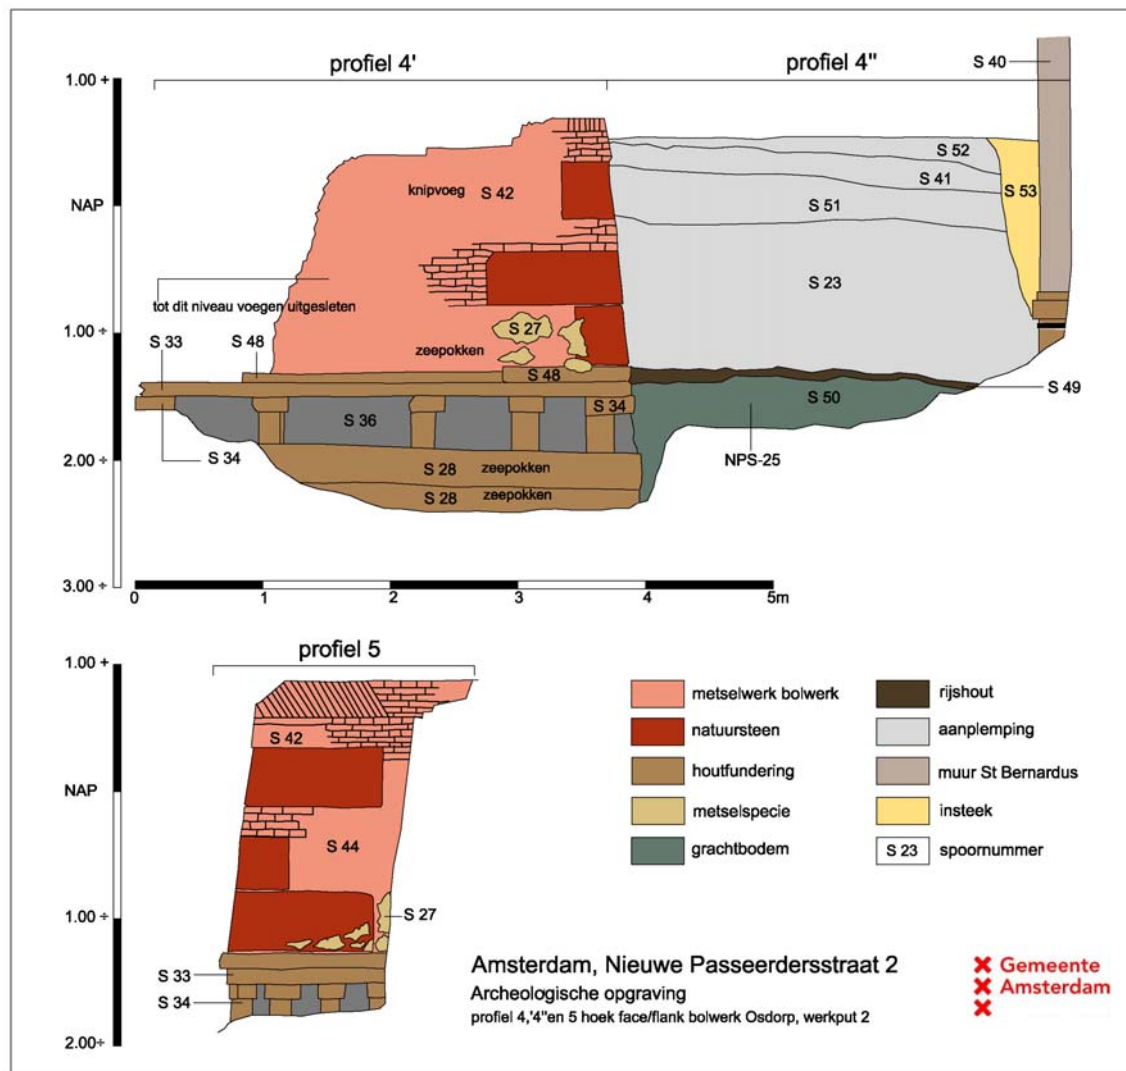 profiel 4'
profiel 4"
S 40
1.00 +
S 52
S 41
S 53
knipvoeg
S 42
NAP
S 51
S 23
tot dit niveau voegen uitgesleten
S 27
1.00 ÷
S 33
S 48
zeepokken
S 48
S 49
S 50
S 34
S 36
S 34
2.00 ÷
S 28
zeepokken
NPS-25
S 28
zeepokken
3.00 ÷
0
1
2
3
4
5m
profiel 5
1.00 +
S 42
NAP
S 44
1.00 ÷
S 27
S 33
S 34
2.00 ÷
metselwerk bolwerk
natuursteen
houtfundering
metselspecie
grachtbodem
rijshout
aanplemping
muur St Bernardus
insteek
S 23
spoornummer
Amsterdam, Nieuwe Passeerdersstraat 2
Archeologische opgraving
profiel 4,'4"en 5 hoek face/flank bolwerk Osdorp, werkput 2
Gemeente
Amsterdam